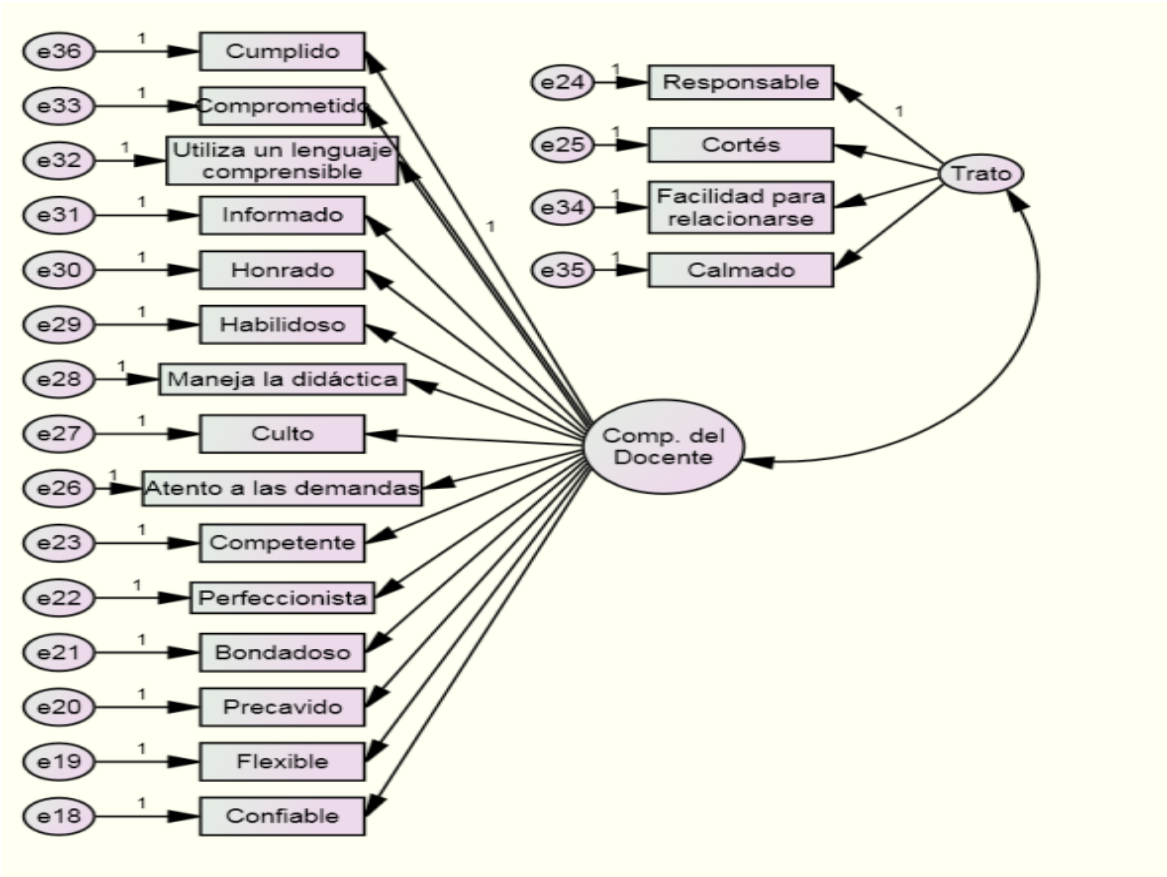 e36 1 Cumplido
e33 1 Comprometido
e32 1 Utiliza un lenguaje
comprensible
e31 1 Informado
e30 1 Honrado
e29 1 Habilidoso
e28 1 Maneja la didáctica
e27 1 Culto
e26 1 Atento a las demandas
e23 1 Competente
e22 1 Perfeccionista
e21 1 Bondadoso
e20 1 Precavido
e19 1 Flexible
e18 1 Confiable
1
Comp. del
Docente
e24 1 Responsable
e25 1 Cortés
e34 1 Facilidad para
relacionarse
e35 1 Calmado
1
Trato